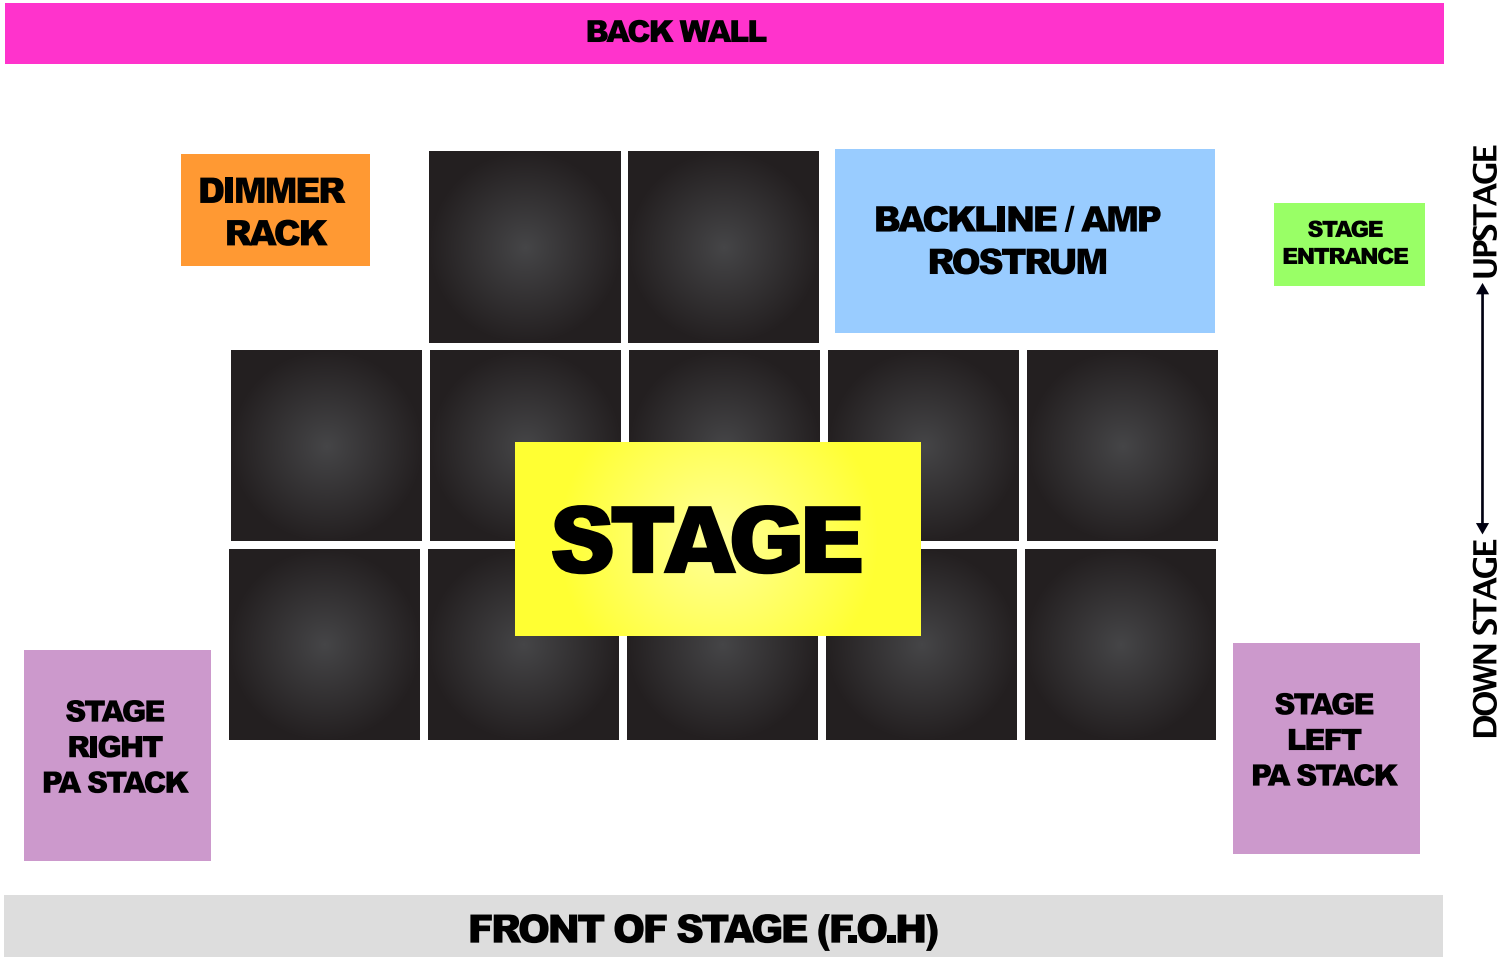 BACK WALL
DIMMER
RACK
BACKLINE / AMP
ROSTRUM
STAGE
ENTRANCE
UPSTAGE
STAGE
DOWN STAGE
STAGE
RIGHT
PA STACK
STAGE
LEFT
PA STACK
FRONT OF STAGE (F.O.H)